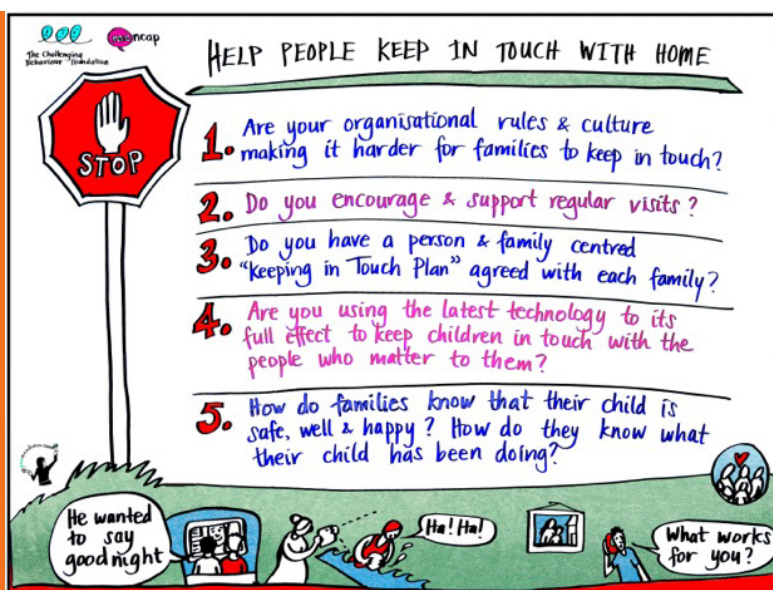 The Challenging
Behaviour Foundation
mencap
HELP PEOPLE KEEP IN TOUCH WITH HOME
STOP
1. Are your organisational rules & culture
making it harder for families to keep in touch?
2. Do you encourage & support regular visits?
3. Do you have a person & family centred
"keeping in Touch Plan" agreed with each family?
4. Are you using the latest technology to its
full effect to keep children in touch with the
people who matter to them?
5. How do families know that their child is
safe, well & happy? How do they know what
their child has been doing?
He wanted
to say
goodnight
Ha! Ha!
What works
for you?